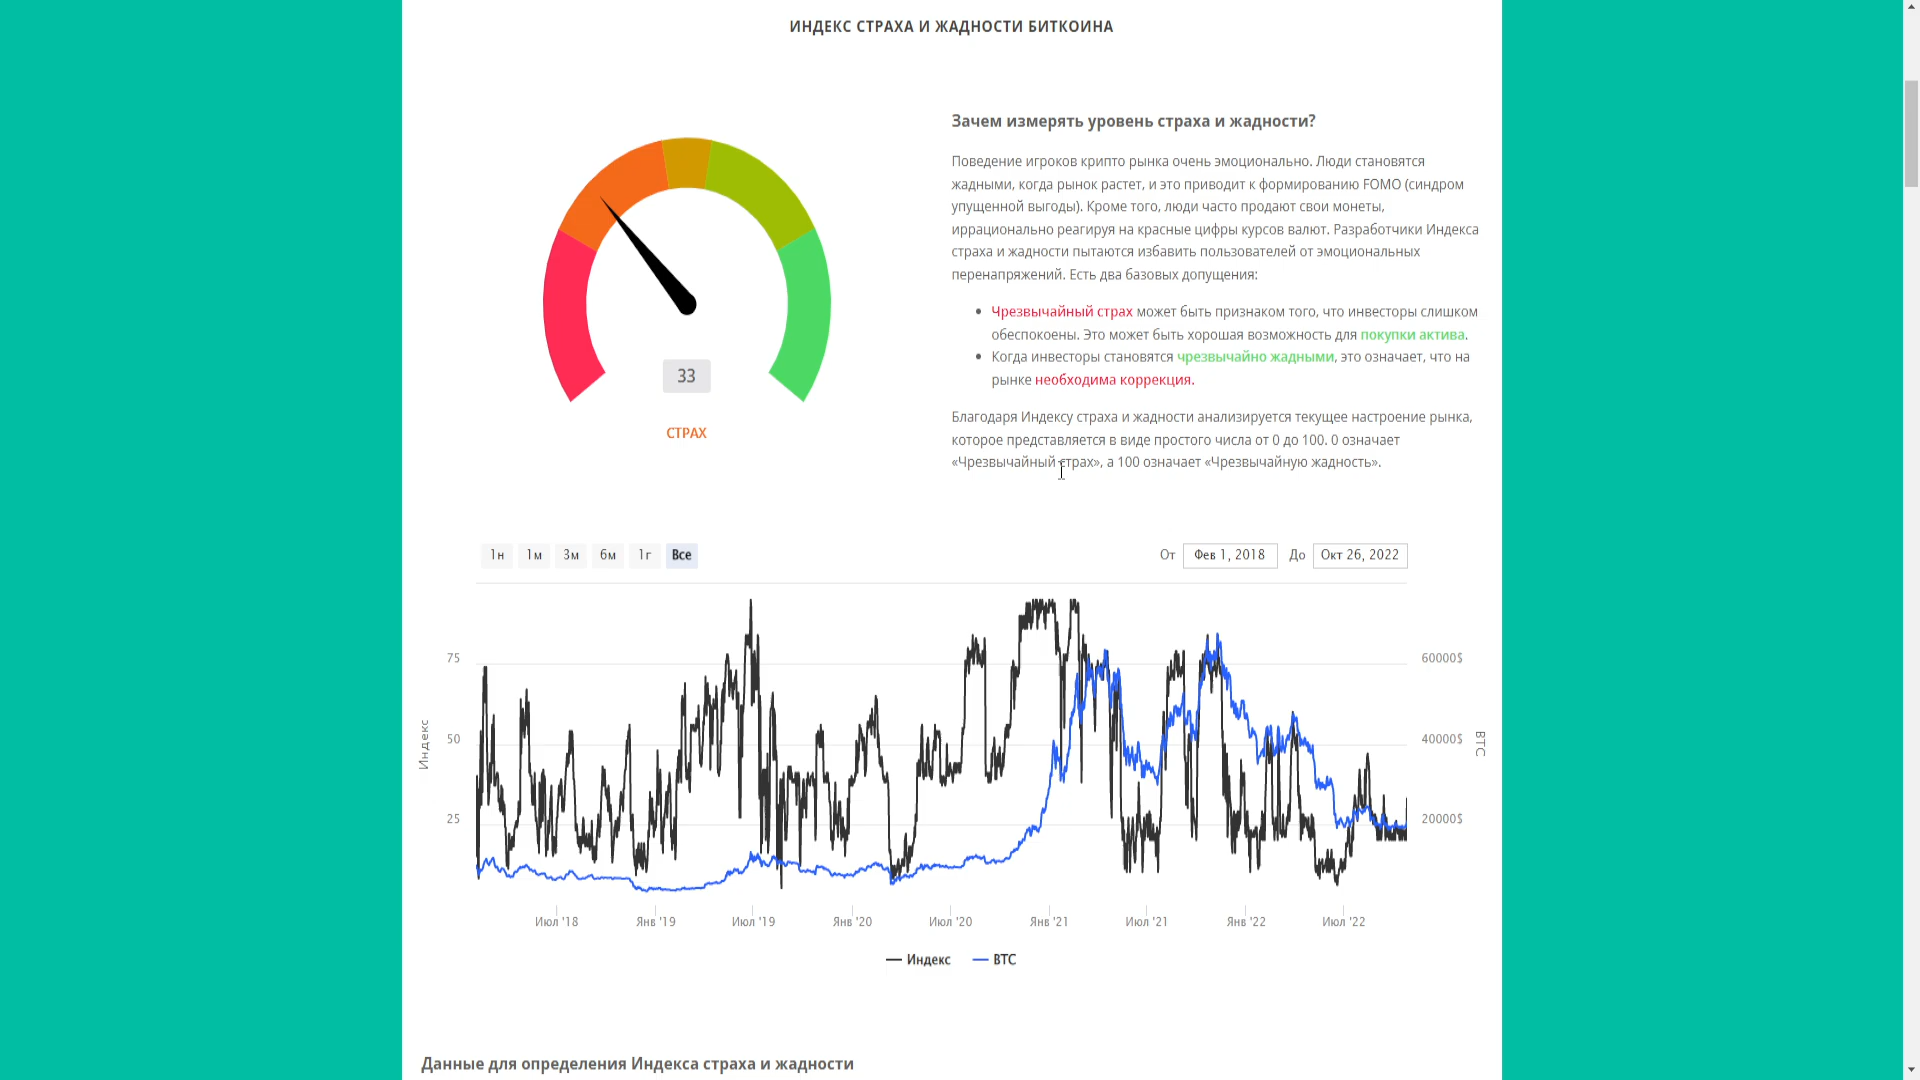 ИНДЕКС СТРАХА И ЖАДНОСТИ БИТКОИНА
33
СТРАХ
Зачем измерять уровень страха и жадности?
Поведение игроков крипто рынка очень эмоционально. Люди становятся
жадными, когда рынок растет, и это приводит к формированию FOMO (синдром
упущенной выгоды). Кроме того, люди часто продают свои монеты,
иррационально реагируя на красные цифры курсов валют. Разработчики Индекса
страха и жадности пытаются избавить пользователей от эмоциональных
перенапряжений. Есть два базовых допущения:
Чрезвычайный страх может быть признаком того, что инвесторы слишком
обеспокоены. Это может быть хорошая возможность для покупки актива.
Когда инвесторы становятся чрезвычайно жадными, это означает, что на
рынке необходима коррекция.
Благодаря Индексу страха и жадности анализируется текущее настроение рынка,
которое представляется в виде простого числа от 0 до 100. 0 означает
«Чрезвычайный страх», а 100 означает «Чрезвычайную жадность».
1н 1м 3м 6м 1г Все
От Фев 1, 2018 До Окт 26, 2022
75 60000$
50 40000$
25 20000$
Индекс
BTC
Июл '18 Янв '19 Июл '19 Янв '20 Июл '20 Янв '21 Июл '21 Янв '22 Июл '22
Индекс BTC
Данные для определения Индекса страха и жадности